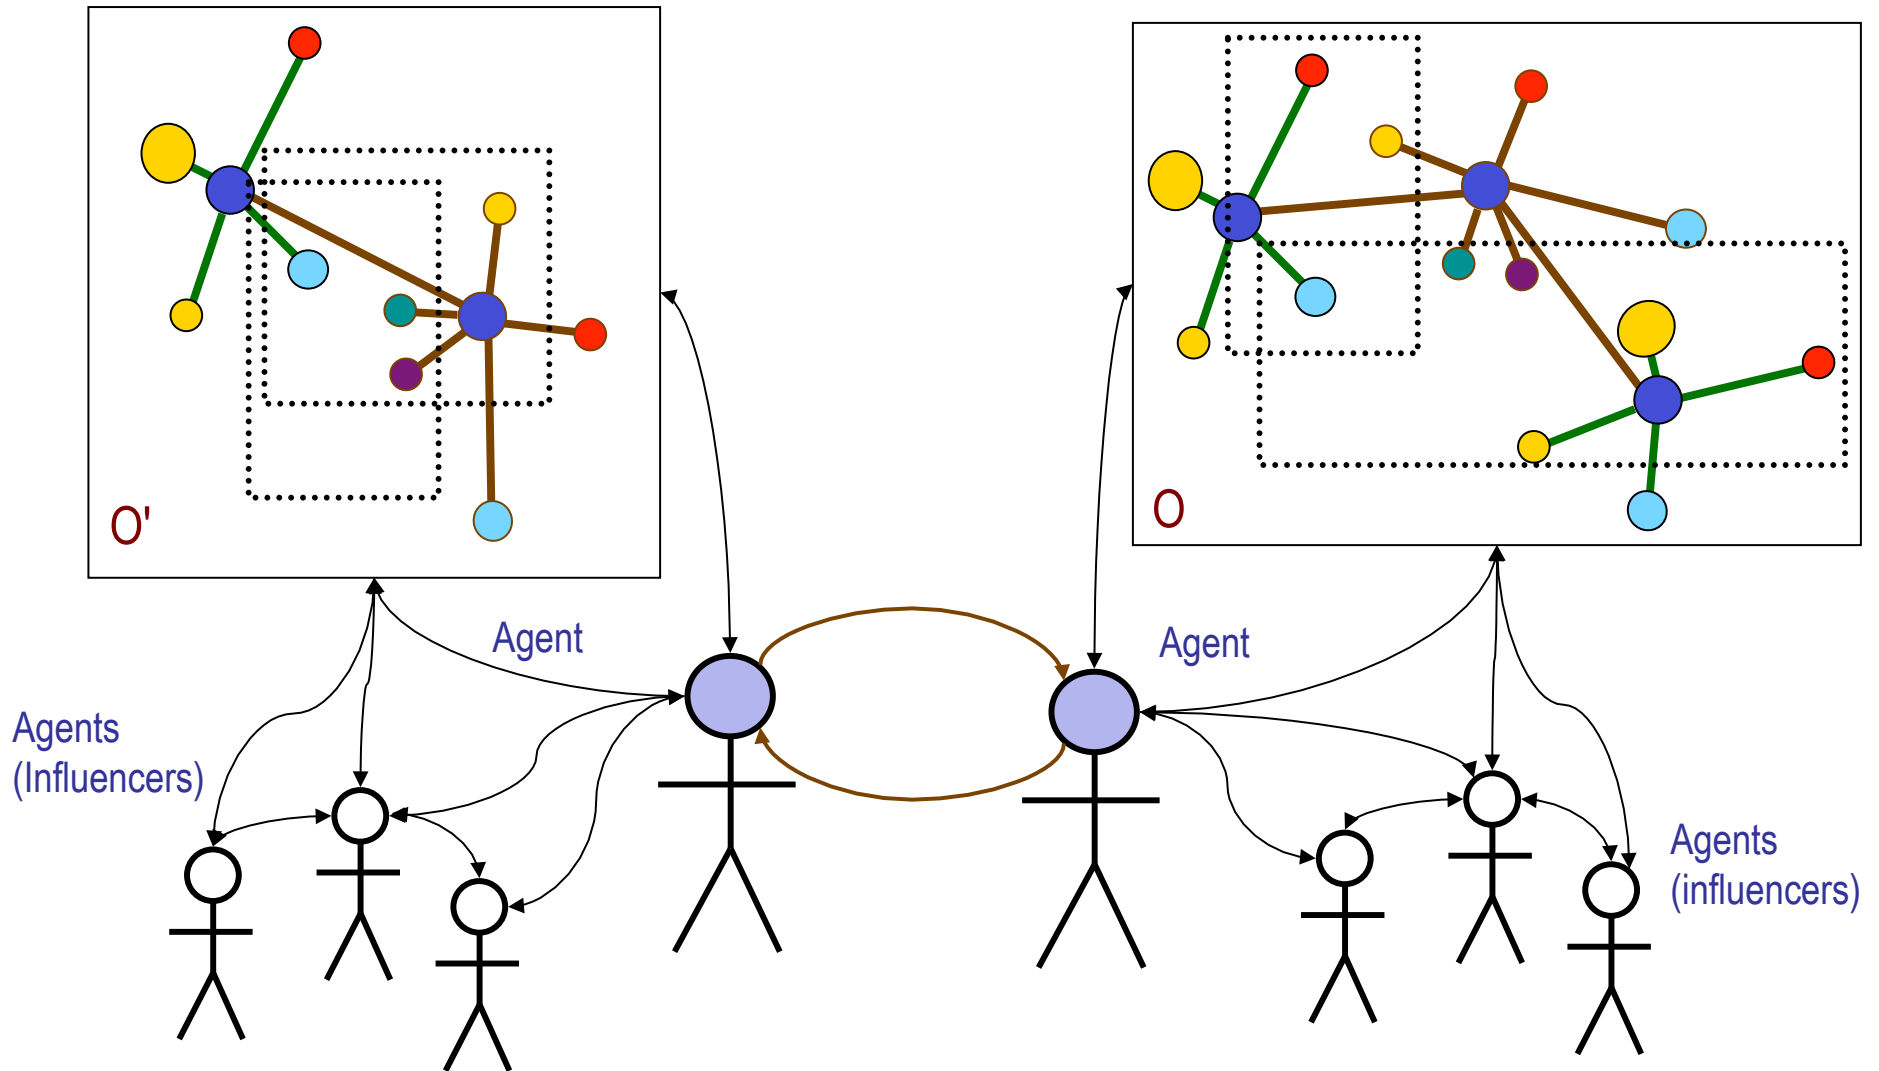 O'
O
Agent
Agent
Agents
(Influencers)
Agents
(influencers)